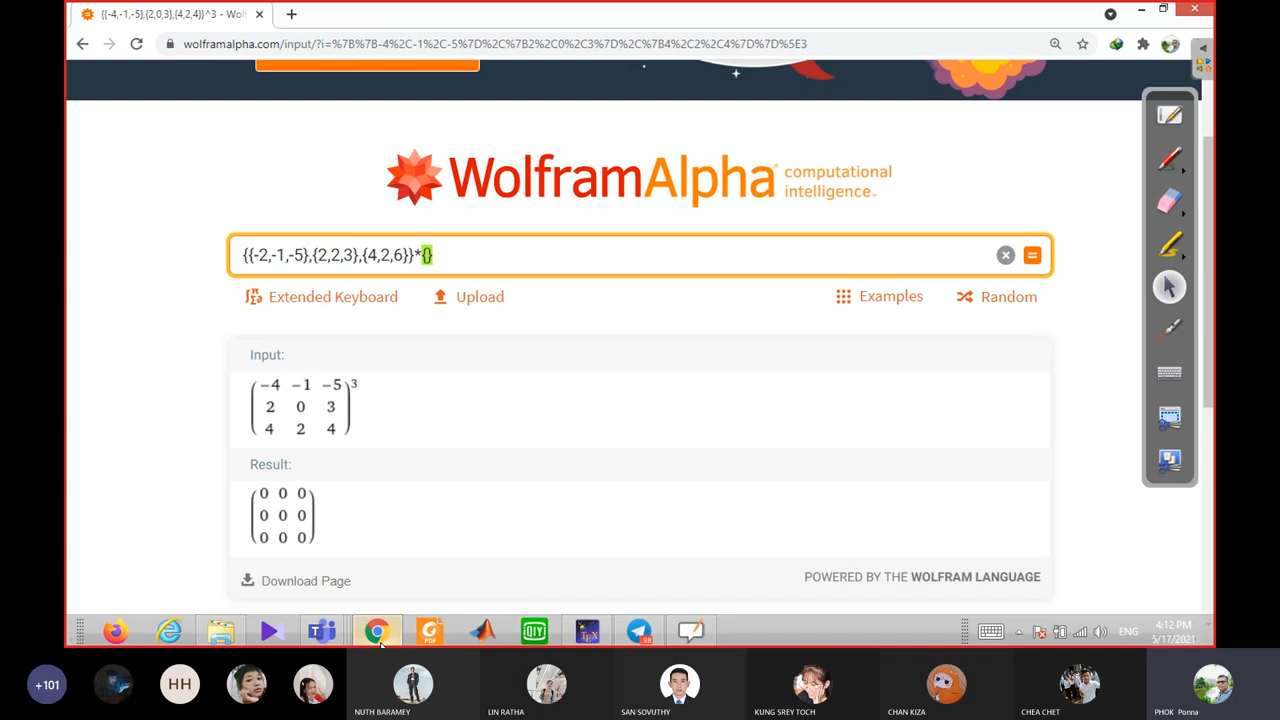 {{-4,-1,-5},{2,0,3},{4,2,4}}^3 - Wolf
wolframalpha.com/input/?i=%7B%7B-4%2C-1%2C-5%7D%2C%7B2%2C0%2C3%7D%2C%7B4%2C2%2C4%7D%7D%5E3
WolframAlpha computational intelligence™
{{-2,-1,-5},{2,2,3},{4,2,6}}*{}
Extended Keyboard Upload Examples Random
Input:
-4 -1 -5 3
2 0 3
4 2 4
Result:
0 0 0
0 0 0
0 0 0
Download Page POWERED BY THE WOLFRAM LANGUAGE
PDF QIY TEX 58 ENG 4:12 PM
5/17/2021
+101 HH
NUTH BARAMEY LIN RATHA SAN SOVUTHY KUNG SREY TOCH CHAN KIZA CHEA CHET PHOK Ponna